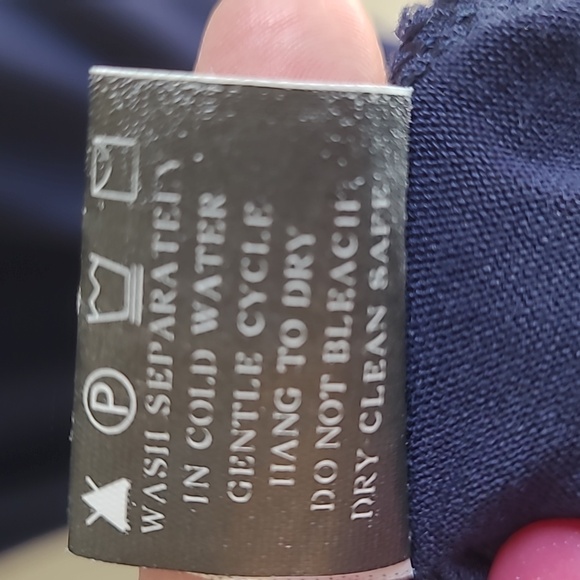 Ⓟ
WASH SEPARATELY
IN COLD WATER
GENTLE CYCLE
HANG TO DRY
DO NOT BLEACH
DRY CLEAN SAFE